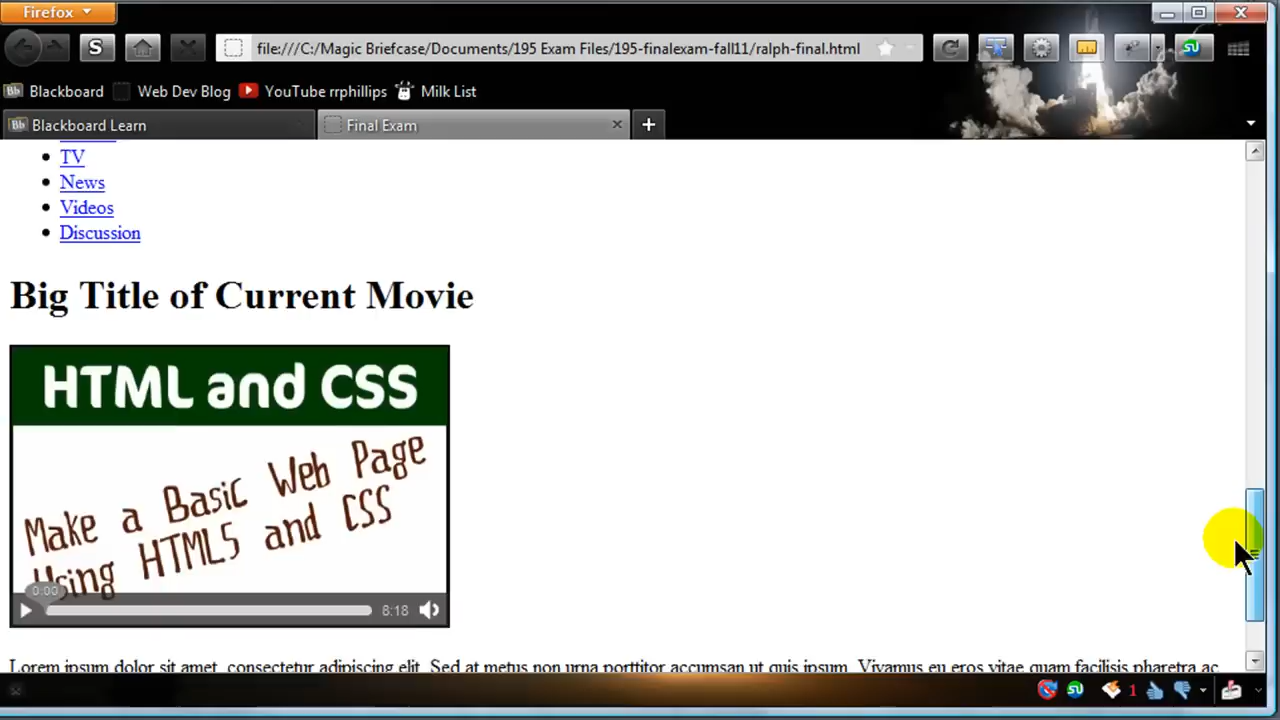 Firefox
S
file:///C:/Magic Briefcase/Documents/195 Exam Files/195-finalexam-fall11/ralph-final.html
Bb Blackboard Web Dev Blog YouTube rrphillips Milk List
Bb Blackboard Learn Final Exam
TV
News
Videos
Discussion
Big Title of Current Movie
HTML and CSS
Make a Basic Web Page
Using HTML5 and CSS
0:00
8:18
Lorem ipsum dolor sit amet, consectetur adipiscing elit. Sed at metus non urna porttitor accumsan ut quis ipsum. Vivamus eu eros vitae quam facilisis pharetra ac
1